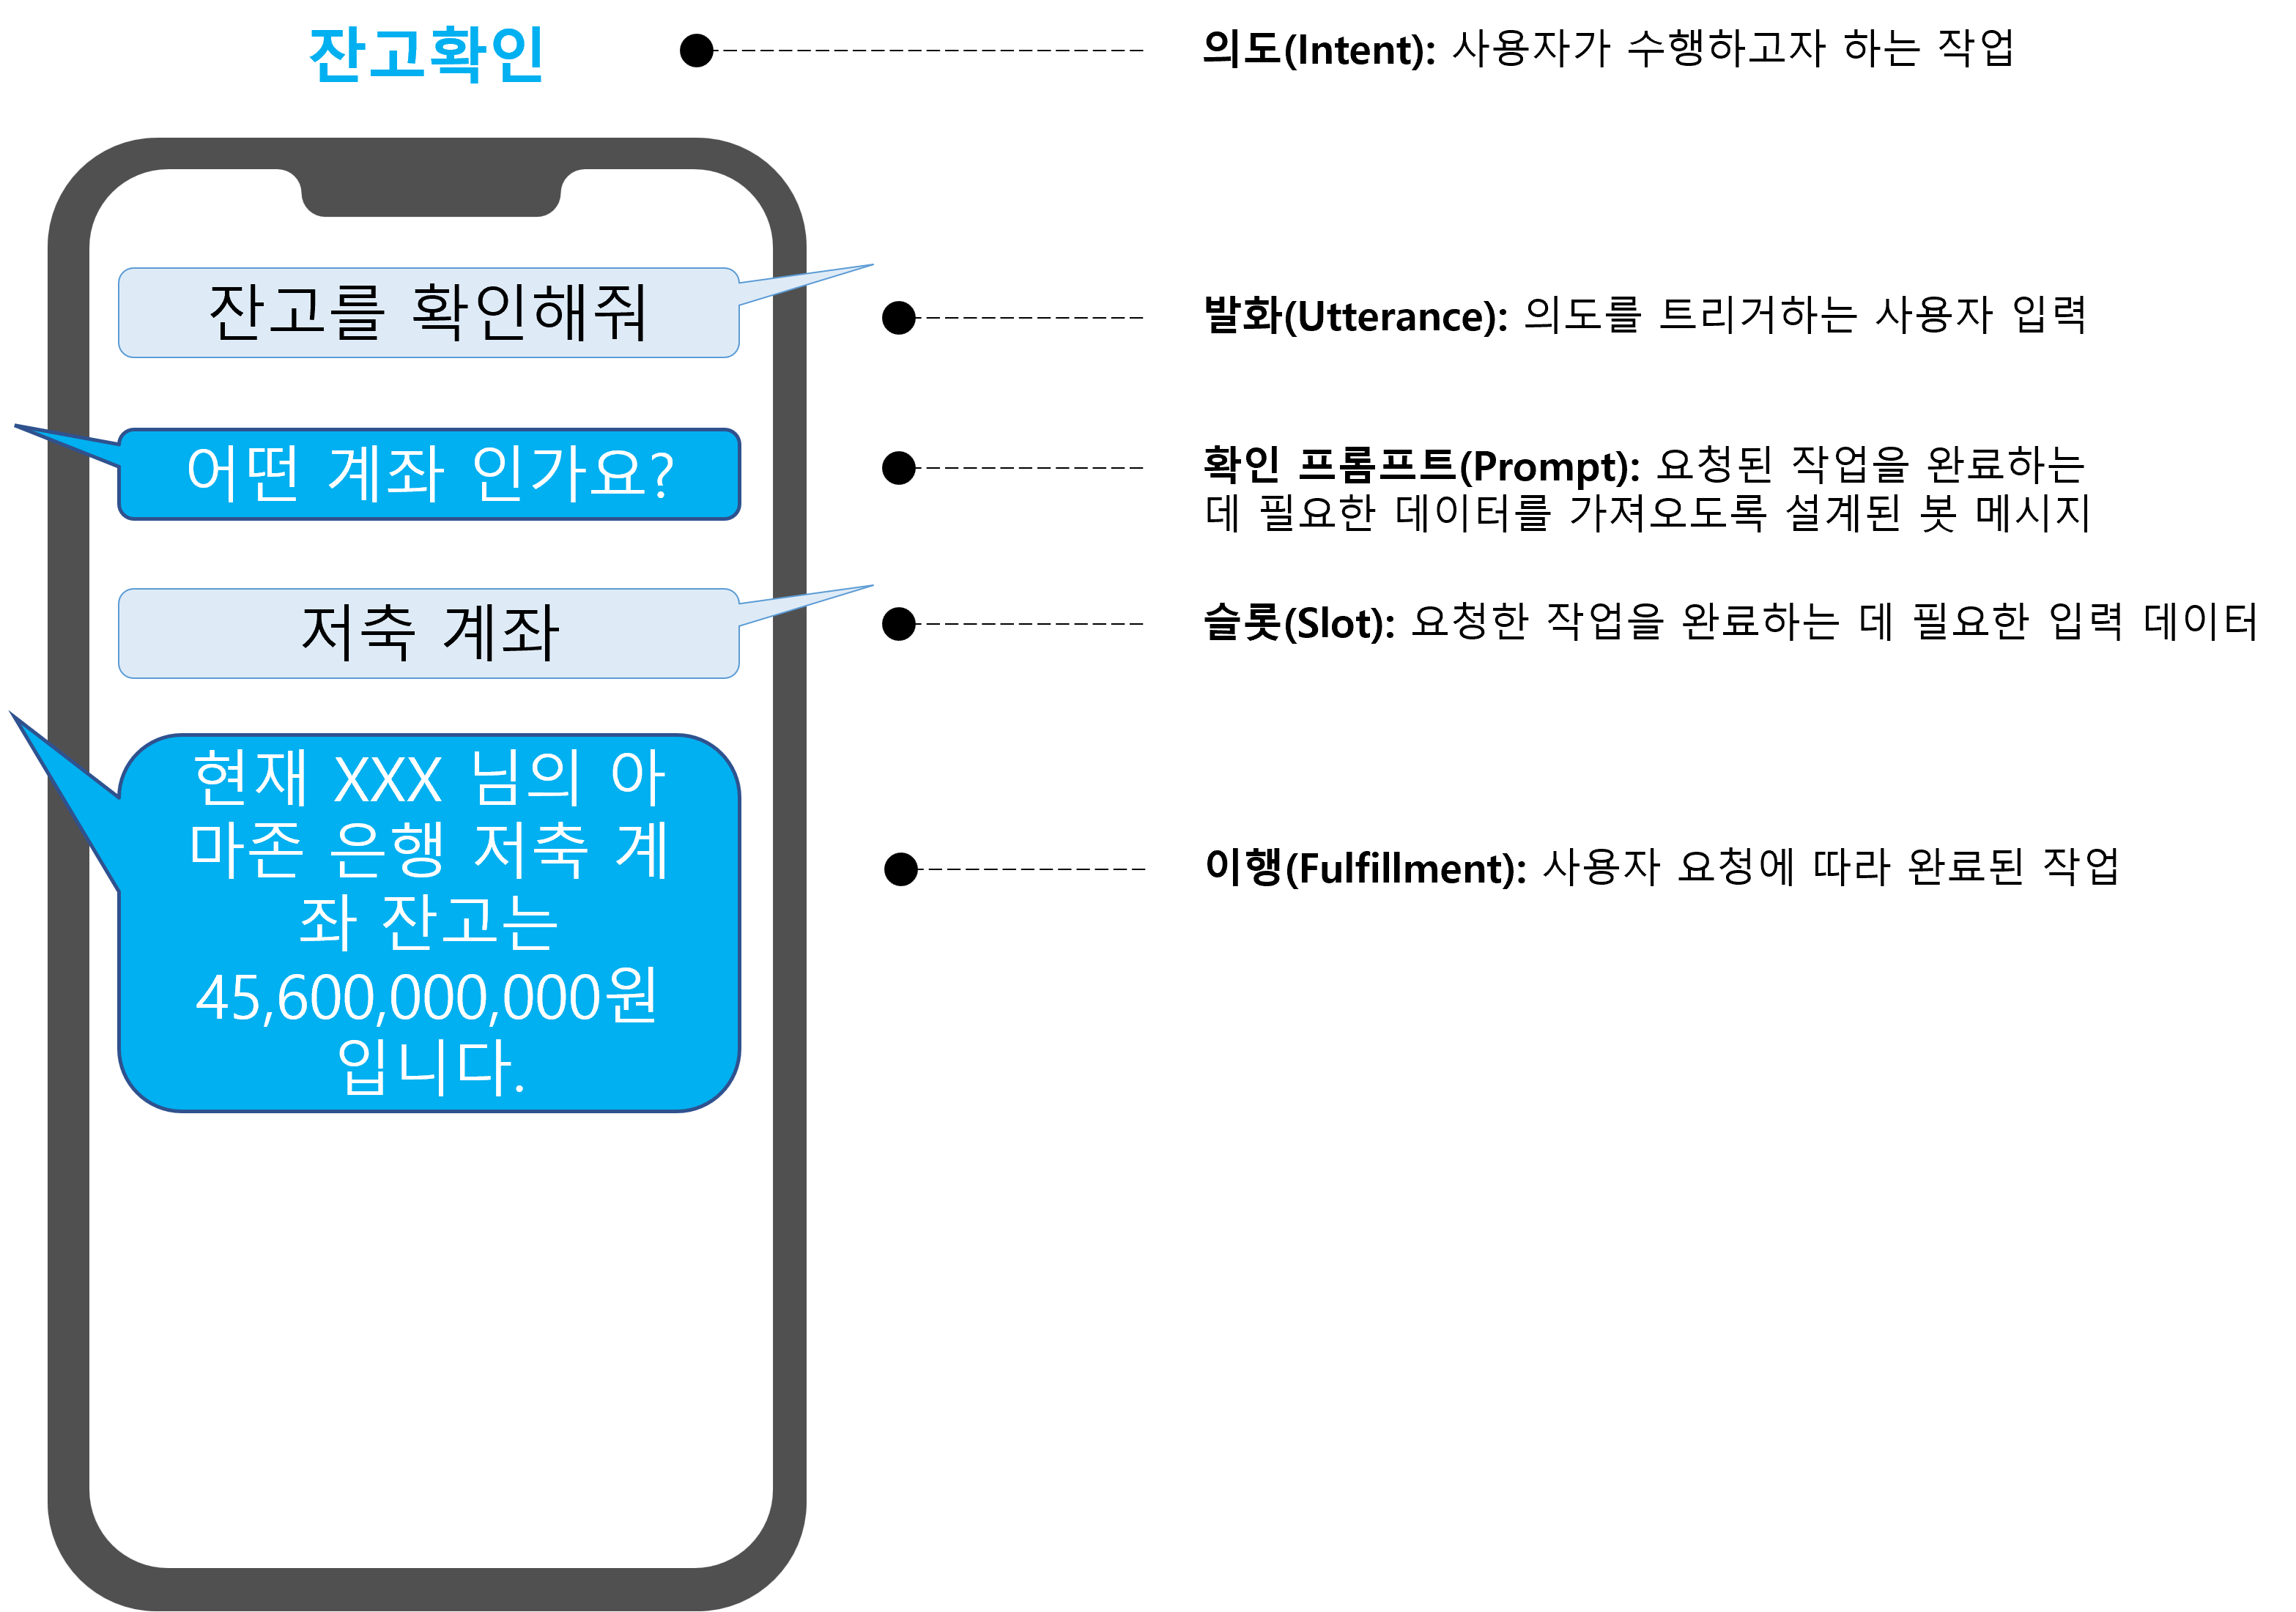 잔고확인
의도(Intent): 사용자가 수행하고자 하는 작업
잔고를 확인해줘
발화(Utterance): 의도를 트리거하는 사용자 입력
어떤 계좌 인가요?
확인 프롬프트(Prompt): 요청된 작업을 완료하는
데 필요한 데이터를 가져오도록 설계된 봇 메시지
저축 계좌
슬롯(Slot): 요청한 작업을 완료하는 데 필요한 입력 데이터
현재 XXX 님의 아
마존 은행 저축 계
좌 잔고는
45,600,000,000원
입니다.
이행(Fulfillment): 사용자 요청에 따라 완료된 작업